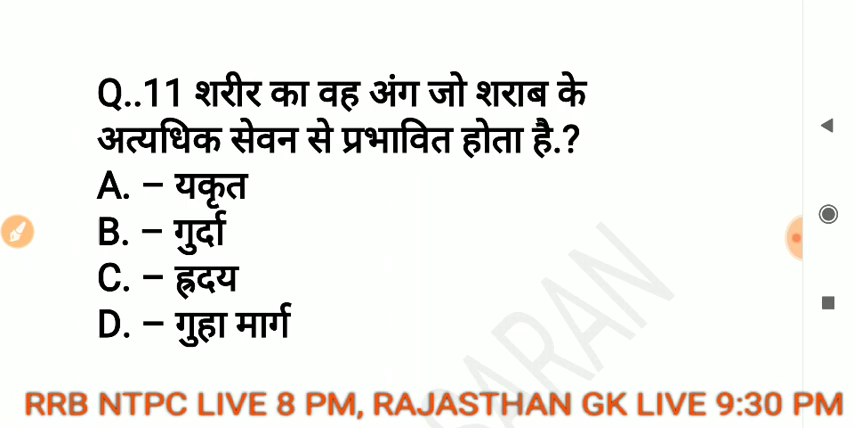 Q..11 शरीर का वह अंग जो शराब के
अत्यधिक सेवन से प्रभावित होता है.?
A. – यकृत
B. – गुर्दा
C. – ह्रदय
D. – गुहा मार्ग
SARAN
RRB NTPC LIVE 8 PM, RAJASTHAN GK LIVE 9:30 PM